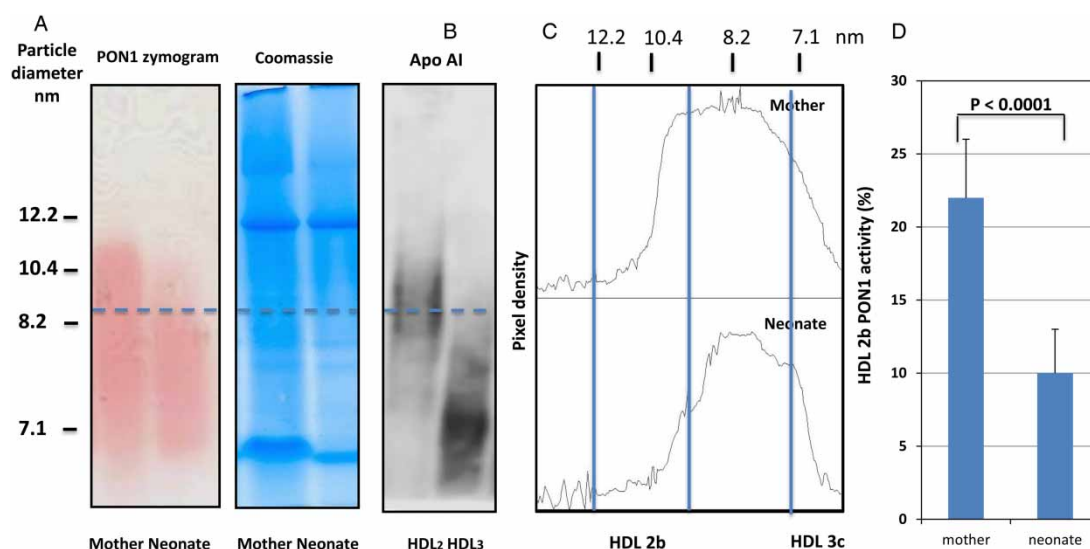 A
B
C
D
Particle
diameter
nm
PON1 zymogram
Coomassie
Apo AI
12.2
10.4
8.2
7.1
Mother Neonate
Mother Neonate
HDL2 HDL3
12.2 10.4 8.2 7.1 nm
Mother
Neonate
Pixel density
HDL 2b
HDL 3c
HDL 2b PON1 activity (%)
30
25
20
15
10
5
0
P < 0.0001
mother
neonate